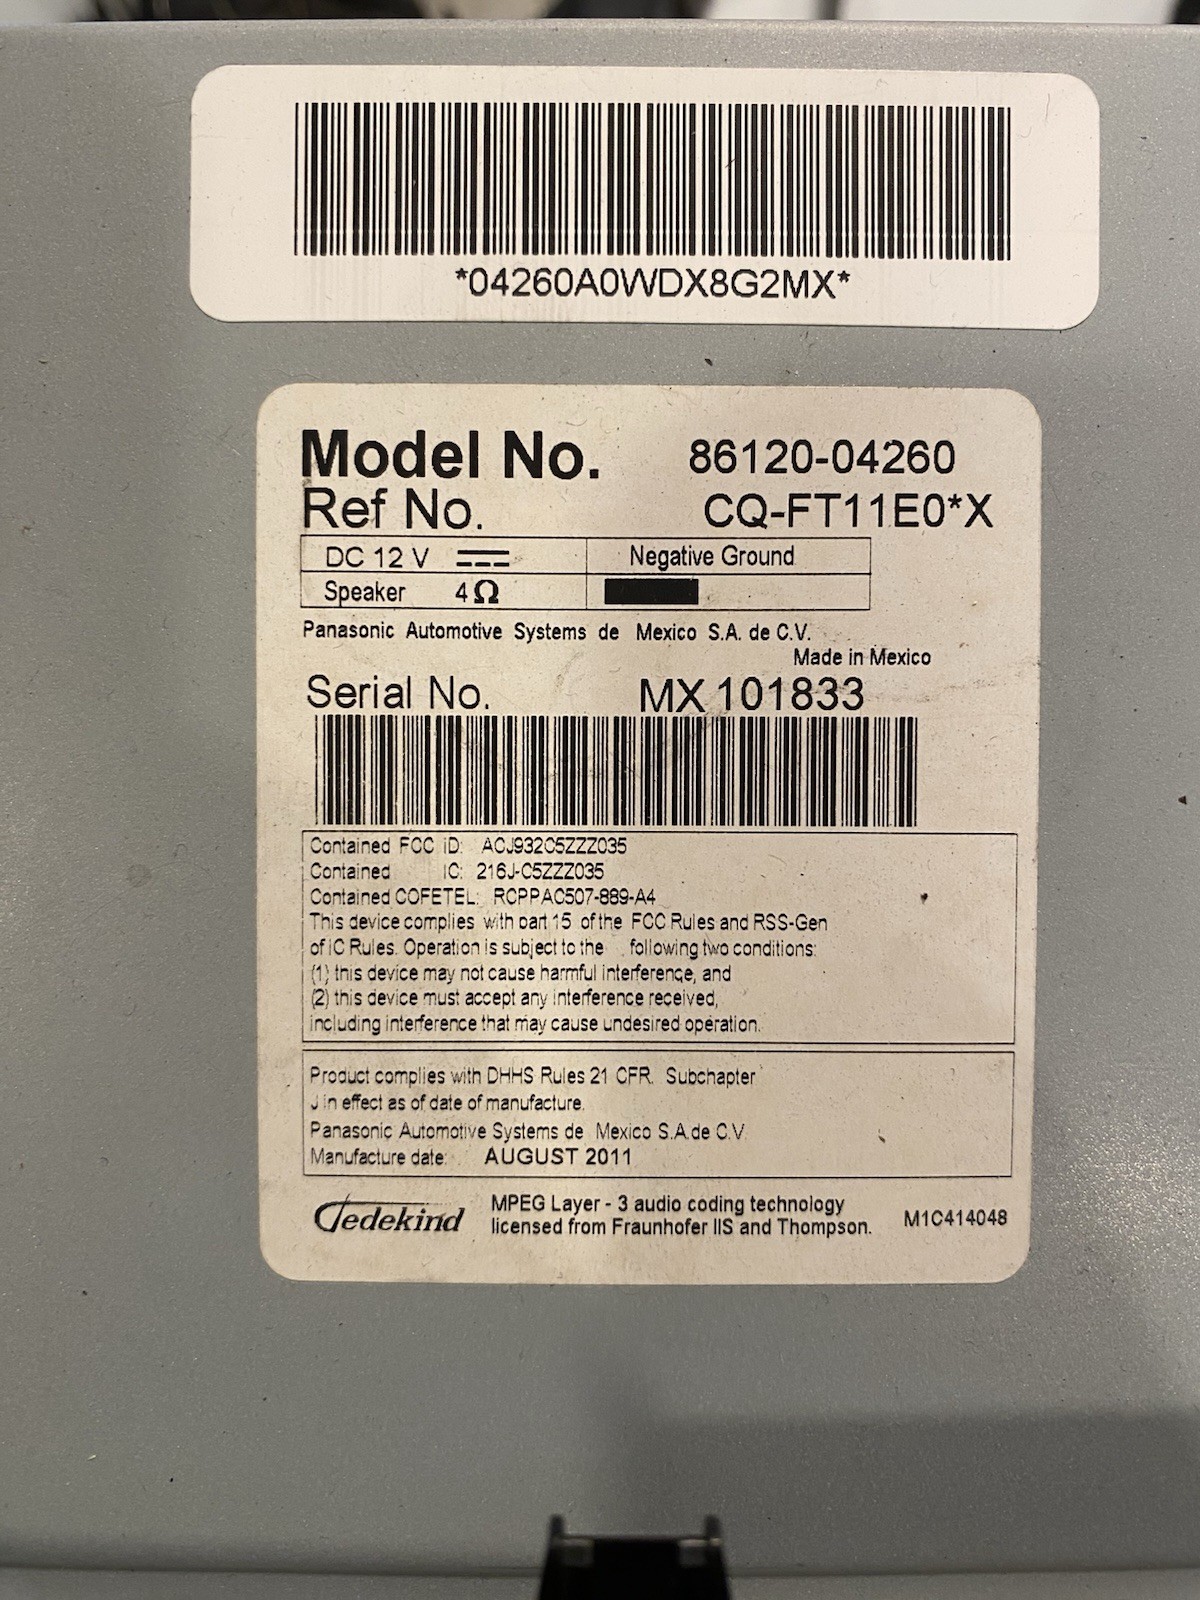 *04260A0WDX8G2MX*
Model No. 86120-04260
Ref No. CQ-FT11E0*X
DC 12 V Negative Ground
Speaker 4Ω
Panasonic Automotive Systems de Mexico S.A. de C.V.
Made in Mexico
Serial No. MX 101833
Contained FCC iD: ACJ932C5ZZZ035
Contained IC: 216J-C5ZZZ035
Contained COFETEL: RCPPAC507-889-A4
This device complies with part 15 of the FCC Rules and RSS-Gen
of iC Rules. Operation is subject to the following two conditions:
(1) this device may not cause harmful interference, and
(2) this device must accept any interference received,
including interference that may cause undesired operation.
Product complies with DHHS Rules 21 CFR. Subchapter
J in effect as of date of manufacture.
Panasonic Automotive Systems de Mexico S.A.de C.V.
Manufacture date: AUGUST 2011
Gedekind MPEG Layer - 3 audio coding technology
licensed from Fraunhofer IIS and Thompson. M1C414048